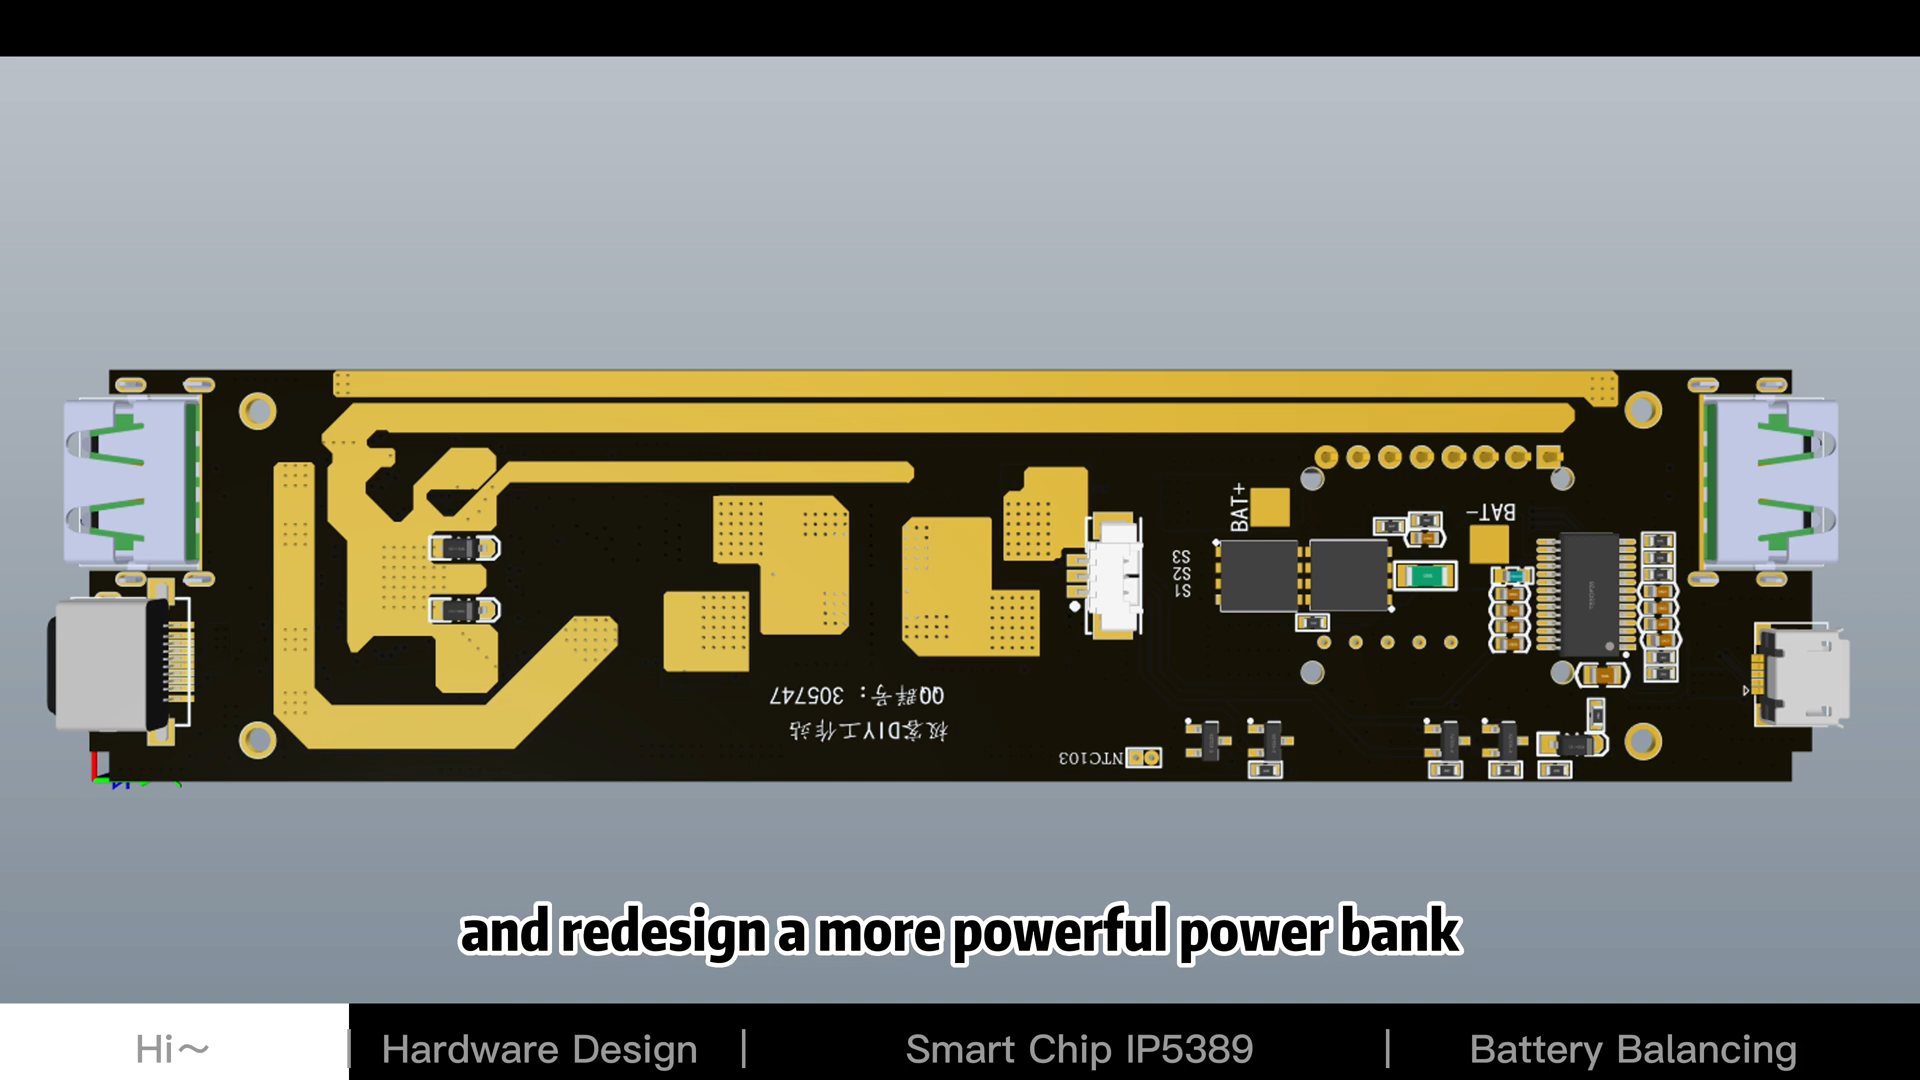 BAT+
BAT-
S3
S2
S1
QQ群号：305747
极客DIY工作站
NTC103
and redesign a more powerful power bank
Hi～
Hardware Design
Smart Chip IP5389
Battery Balancing